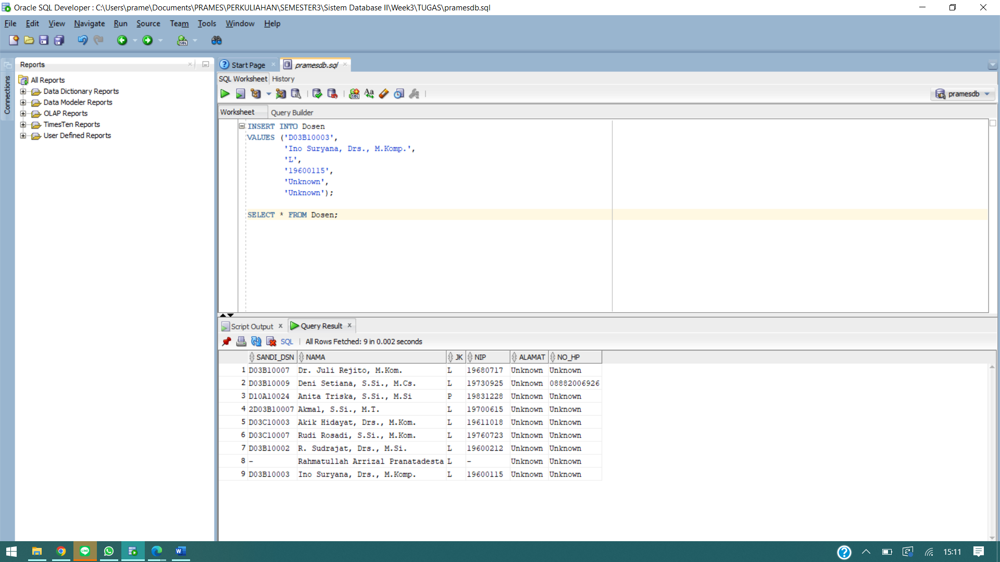 Oracle SQL Developer : C:\Users\prame\Documents\PRAMES\PERKULIAHAN\SEMESTER3\Sistem Database II\Week3\TUGAS\pramesdb.sql
File Edit View Navigate Run Source Team Tools Window Help
SQL
Connections
Reports
All Reports
Data Dictionary Reports
Data Modeler Reports
OLAP Reports
TimesTen Reports
User Defined Reports
Start Page pramesdb.sql
SQL Worksheet History
SQL Aa pramesdb
Worksheet Query Builder
INSERT INTO Dosen
VALUES ('D03B10003',
'Ino Suryana, Drs., M.Komp.',
'L',
'19600115',
'Unknown',
'Unknown');
SELECT * FROM Dosen;
Script Output x Query Result x
SQL | All Rows Fetched: 9 in 0.002 seconds
SANDI_DSN NAMA JK NIP ALAMAT NO_HP
1 D03B10007 Dr. Juli Rejito, M.Kom. L 19680717 Unknown Unknown
2 D03B10009 Deni Setiana, S.Si., M.Cs. L 19730925 Unknown 08882006926
3 D10A10024 Anita Triska, S.Si., M.Si P 19831228 Unknown Unknown
4 2D03B10007 Akmal, S.Si., M.T. L 19700615 Unknown Unknown
5 D03C10003 Akik Hidayat, Drs., M.Kom. L 19611018 Unknown Unknown
6 D03C10007 Rudi Rosadi, S.Si., M.Kom. L 19760723 Unknown Unknown
7 D03B10002 R. Sudrajat, Drs., M.Si. L 19600212 Unknown Unknown
8 - Rahmatullah Arrizal Pranatadesta L - Unknown Unknown
9 D03B10003 Ino Suryana, Drs., M.Komp. L 19600115 Unknown Unknown
15:11